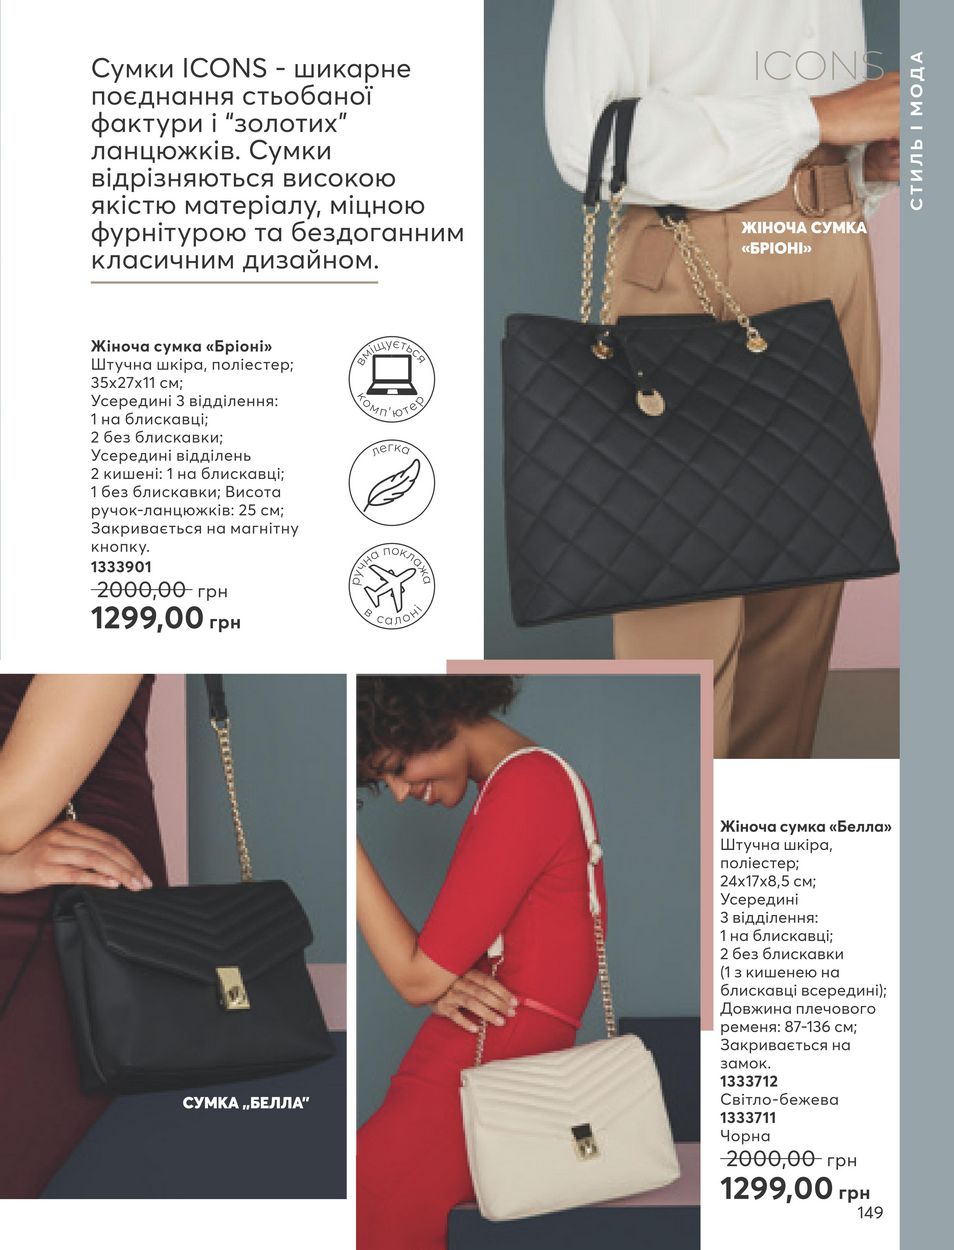 Сумки ICONS - шикарне
поєднання стьобаної
фактури і “золотих”
ланцюжків. Сумки
відрізняються високою
якістю матеріалу, міцною
фурнітурою та бездоганним
класичним дизайном.
ICONS
СТИЛЬ І МОДА
ЖІНОЧА СУМКА
«БРІОНІ»
Жіноча сумка «Бріоні»
Штучна шкіра, поліестер;
35х27х11 см;
Усередині 3 відділення:
1 на блискавці;
2 без блискавки;
Усередині відділень
2 кишені: 1 на блискавці;
1 без блискавки; Висота
ручок-ланцюжків: 25 см;
Закривається на магнітну
кнопку.
1333901
2000,00 грн
1299,00 грн
вміщується
комп'ютер
легка
ручна поклажа
в салоні
СУМКА „БЕЛЛА”
Жіноча сумка «Белла»
Штучна шкіра,
поліестер;
24х17х8,5 см;
Усередині
3 відділення:
1 на блискавці;
2 без блискавки
(1 з кишенею на
блискавці всередині);
Довжина плечового
ременя: 87-136 см;
Закривається на
замок.
1333712
Світло-бежева
1333711
Чорна
2000,00 грн
1299,00 грн
149